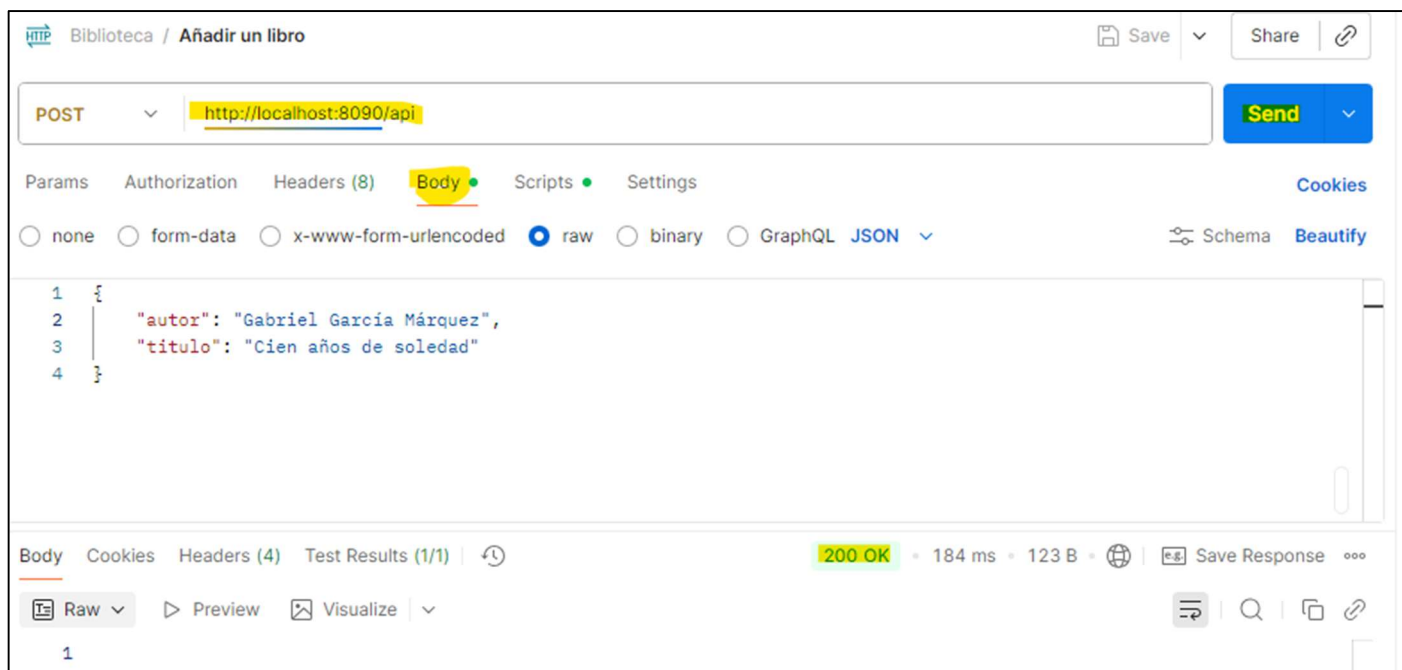 HTTP Biblioteca / Añadir un libro Save Share
POST http://localhost:8090/api Send
Params Authorization Headers (8) Body Scripts Settings Cookies
none form-data x-www-form-urlencoded raw binary GraphQL JSON Schema Beautify
1 {
2 "autor": "Gabriel García Márquez",
3 "titulo": "Cien años de soledad"
4 }
Body Cookies Headers (4) Test Results (1/1) 200 OK • 184 ms • 123 B • e.g. Save Response
Raw Preview Visualize
1